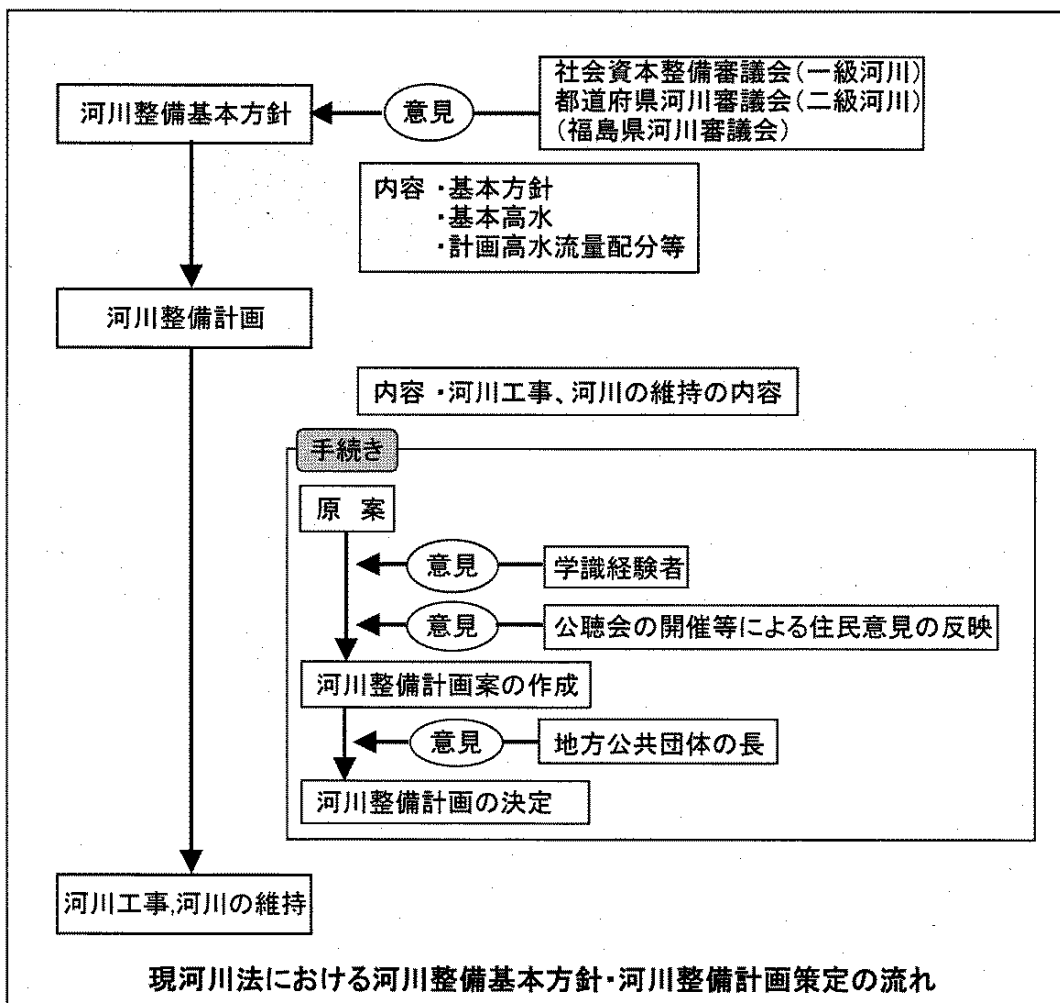 社会資本整備審議会(一級河川)
都道府県河川審議会(二級河川)
(福島県河川審議会)
意見
河川整備基本方針
内容 ・基本方針
・基本高水
・計画高水流量配分等
河川整備計画
内容 ・河川工事、河川の維持の内容
手続き
原 案
意見
学識経験者
意見
公聴会の開催等による住民意見の反映
河川整備計画案の作成
意見
地方公共団体の長
河川整備計画の決定
河川工事,河川の維持
現河川法における河川整備基本方針・河川整備計画策定の流れ